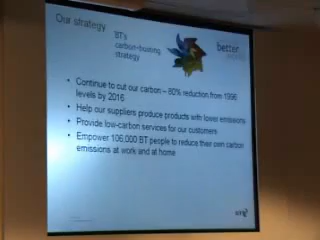 Our strategy
BT's
carbon-busting
strategy
better
• Continue to cut our carbon – 80% reduction from 1996
levels by 2016
• Help our suppliers produce products with lower emissions
• Provide low-carbon services for our customers
• Empower 106,000 BT people to reduce their own carbon
emissions at work and at home
BT